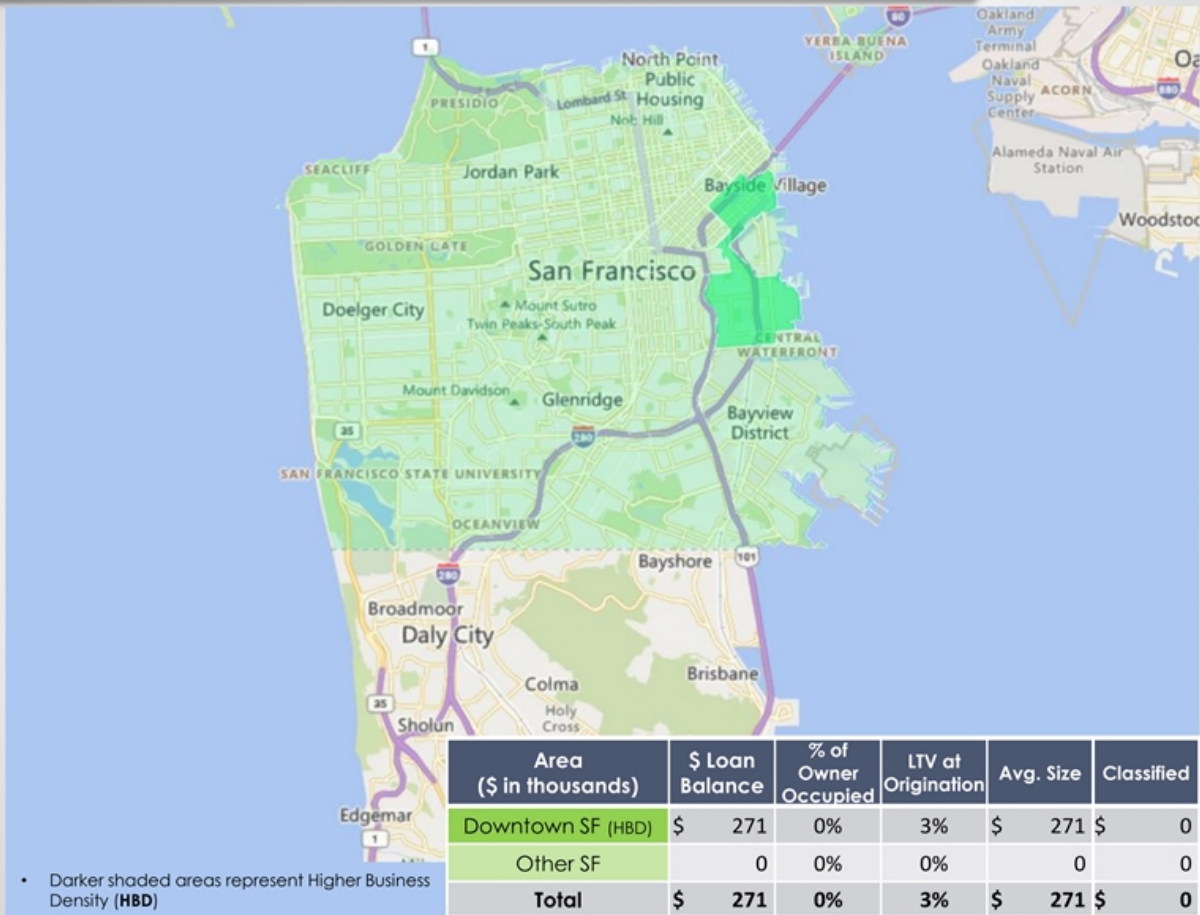 1
80
Oakland
Army
Terminal
YERBA BUENA
ISLAND
Oakland
Naval
Supply
Center
ACORN
880
North Point
Public
Housing
PRESIDIO
Lombard St
Nob Hill
Alameda Naval Air
Station
SEACLIFF
Jordan Park
Bayside Village
Woodstoc
GOLDEN GATE
San Francisco
Doelger City
Mount Sutro
Twin Peaks-South Peak
CENTRAL
WATERFRONT
Mount Davidson
Glenridge
Bayview
District
35
280
SAN FRANCISCO STATE UNIVERSITY
OCEANVIEW
Bayshore
101
280
Broadmoor
Daly City
Brisbane
Colma
Holy
Cross
35
Sholun
Edgemar
1
Area ($ in thousands) $ Loan Balance % of Owner Occupied LTV at Origination Avg. Size Classified
Downtown SF (HBD) $ 271 0% 3% $ 271 $ 0
Other SF 0 0% 0% 0 0
Total $ 271 0% 3% $ 271 $ 0
• Darker shaded areas represent Higher Business
Density (HBD)